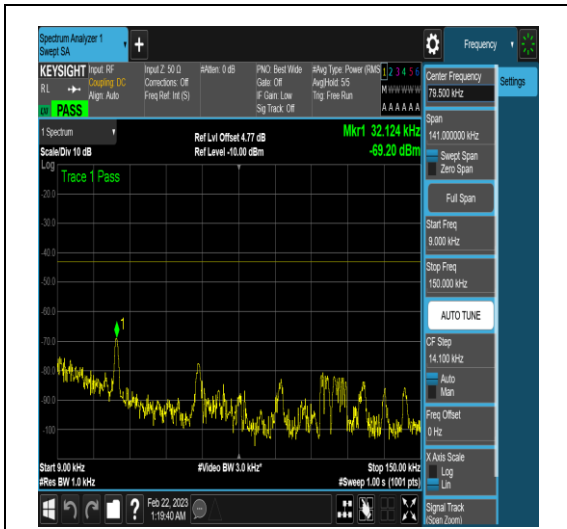 Spectrum Analyzer 1
Swept SA
Frequency
KEYSIGHT
RL
PASS
Input: RF
Coupling: DC
Align: Auto
Input Z: 50 Ω
Corrections: Off
Freq Ref: Int (S)
#Atten: 0 dB
PNO: Best Wide
Gate: Off
IF Gain: Low
Sig Track: Off
#Avg Type: Power (RMS
Avg|Hold: 5/5
Trig: Free Run
1 2 3 4 5 6
M W W W W W
A A A A A A
1 Spectrum
Scale/Div 10 dB
Ref Lvl Offset 4.77 dB
Ref Level -10.00 dBm
Mkr1 32.124 kHz
-69.20 dBm
Log
Trace 1 Pass
-20.0
-30.0
-40.0
-50.0
-60.0
-70.0
-80.0
-90.0
-100
1
Start 9.00 kHz
#Res BW 1.0 kHz
#Video BW 3.0 kHz*
Stop 150.00 kHz
#Sweep 1.00 s (1001 pts)
Feb 22, 2023
1:19:40 AM
Center Frequency
79.500 kHz
Settings
Span
141.000000 kHz
Swept Span
Zero Span
Full Span
Start Freq
9.000 kHz
Stop Freq
150.000 kHz
AUTO TUNE
CF Step
14.100 kHz
Auto
Man
Freq Offset
0 Hz
X Axis Scale
Log
Lin
Signal Track
(Span Zoom)